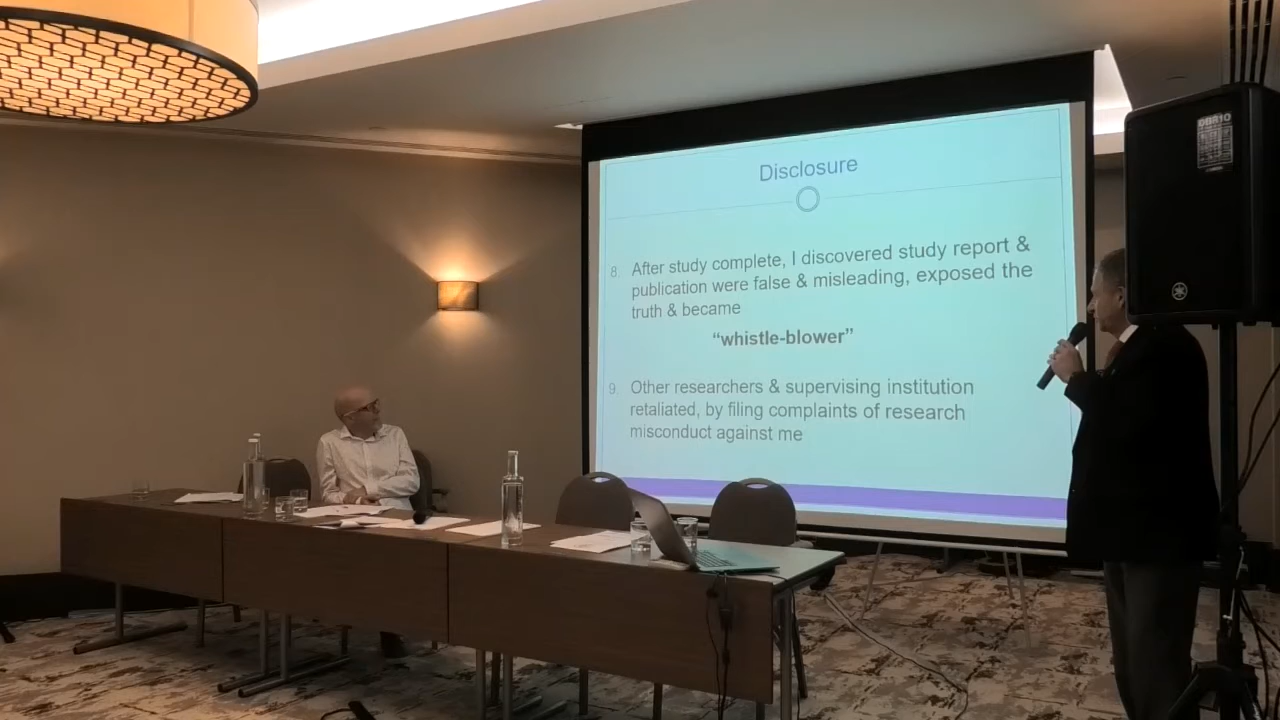 Disclosure
8. After study complete, I discovered study report &
publication were false & misleading, exposed the
truth & became
“whistle-blower”
9. Other researchers & supervising institution
retaliated, by filing complaints of research
misconduct against me
DBR10